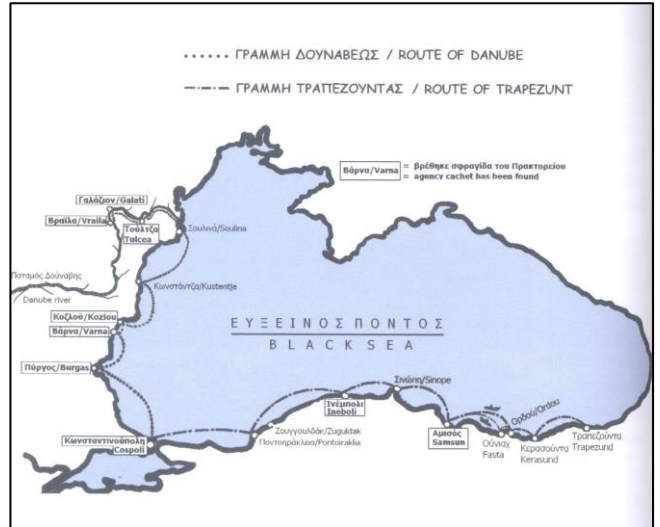 ΓΡΑΜΜΗ ΔΟΥΝΑΒΕΩΣ / ROUTE OF DANUBE
ΓΡΑΜΜΗ ΤΡΑΠΕΖΟΥΝΤΑΣ / ROUTE OF TRAPEZUNT
Βάρνα/Varna = βρέθηκε σφραγίδα του Πρακτορείου
= agency cachet has been found
Γαλάζιον/Galati
Βραΐλα/Vraila
Τούλτζα
Tulcea
Σουλινά/Soulina
Ποταμός Δούναβης
Danube river
Κωνστάντζα/Kustentje
Κοζλού/Kozlou
Βάρνα/Varna
ΕΥΞΕΙΝΟΣ ΠΟΝΤΟΣ
BLACK SEA
Πύργος/Burgas
Σινώπη/Sinope
Ινέμπολι
Ineboli
Κωνσταντινούπολη
Cospoli
Ζουγγουλδάκ/Zuguldak
Ποντοηράκλεια/Pontaraklia
Αμισός
Samsun
Ορδού/Ordou
Ούνιαχ
Fasta
Κερασούντα
Kerasund
Τραπεζούντα
Trapezund